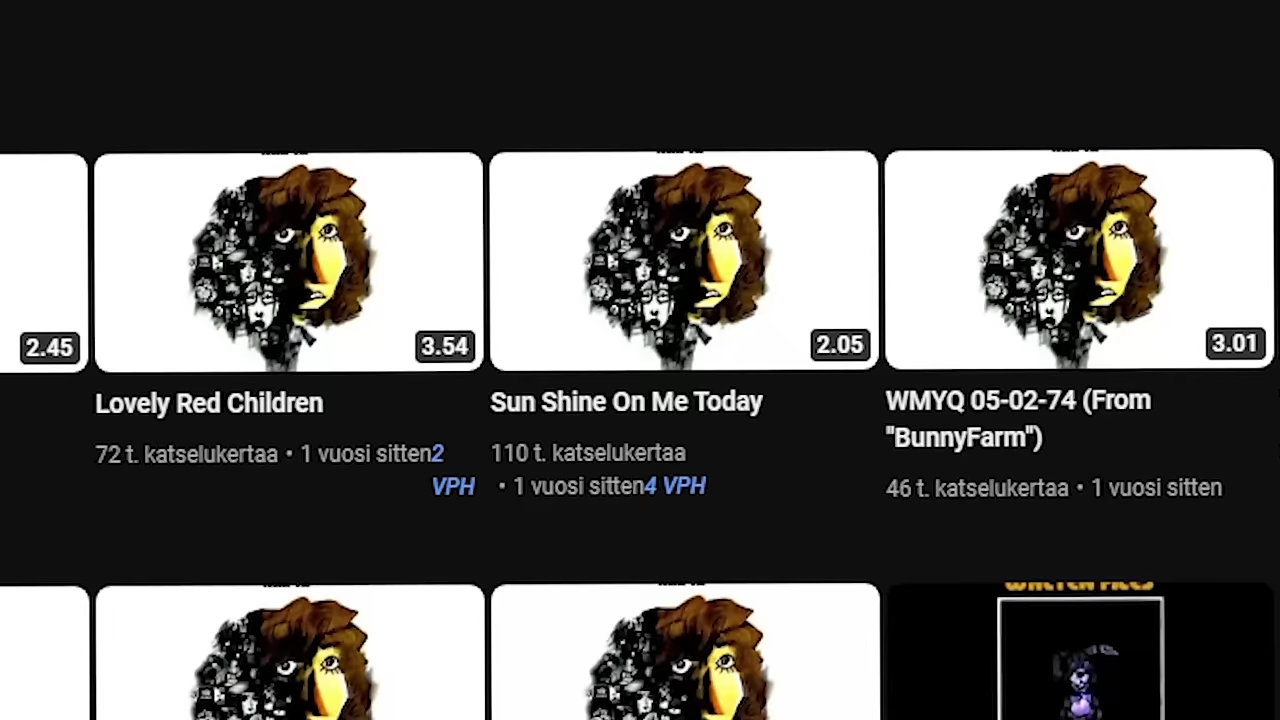 2.45
3.54
2.05
3.01
Lovely Red Children
72 t. katselukertaa • 1 vuosi sitten2
VPH
Sun Shine On Me Today
110 t. katselukertaa
• 1 vuosi sitten4 VPH
WMYQ 05-02-74 (From
"BunnyFarm")
46 t. katselukertaa • 1 vuosi sitten
WALTEN FILES